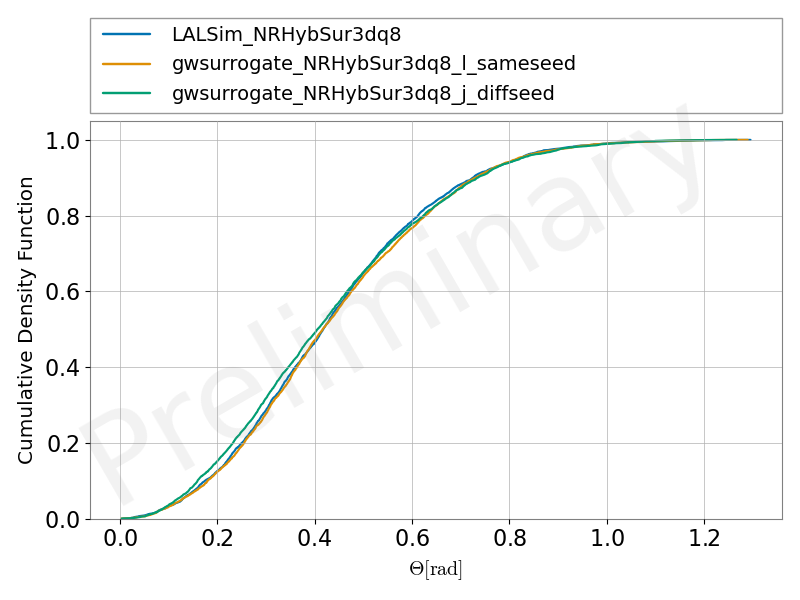 LALSim_NRHybSur3dq8
gwsurrogate_NRHybSur3dq8_l_sameseed
gwsurrogate_NRHybSur3dq8_j_diffseed
1.0
0.8
0.6
0.4
0.2
0.0
Cumulative Density Function
Preliminary
0.0 0.2 0.4 0.6 0.8 1.0 1.2
Θ[rad]